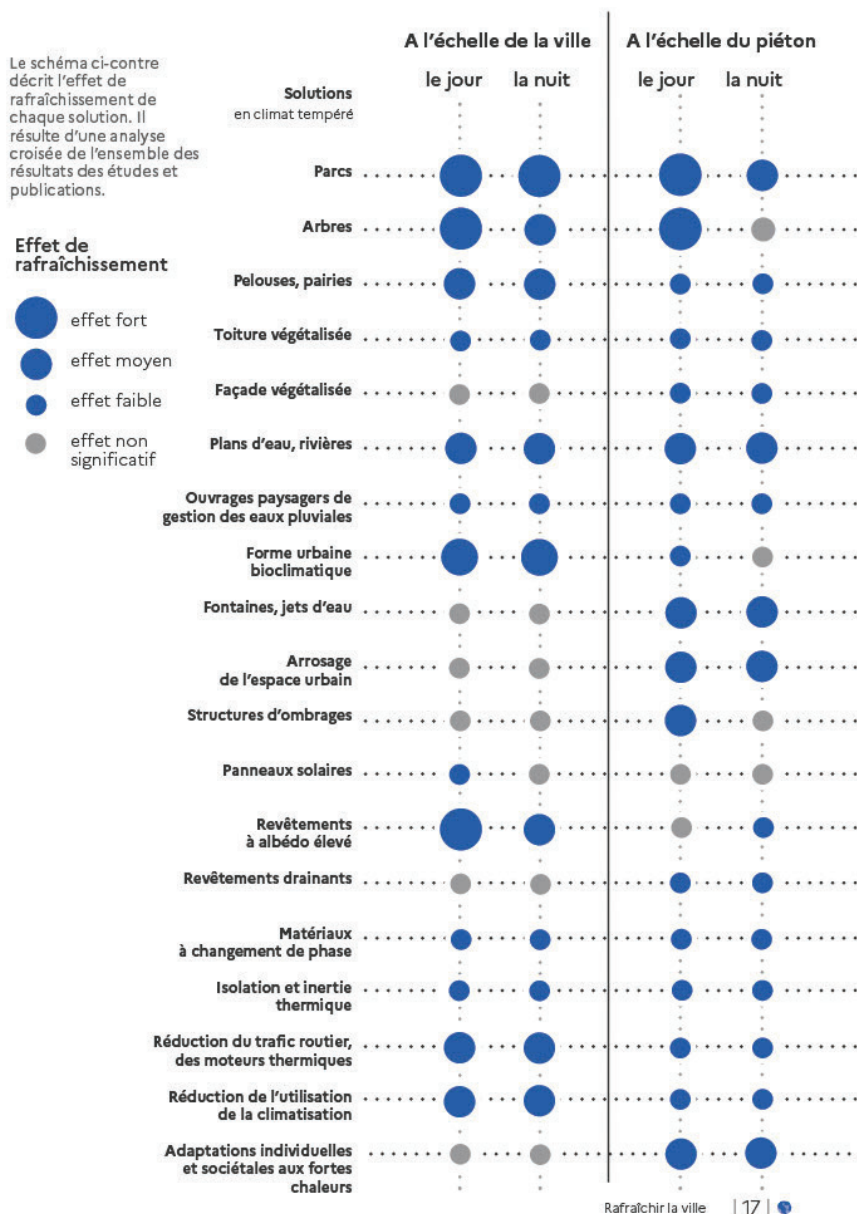 A l'échelle de la ville
A l'échelle du piéton
Le schéma ci-contre
décrit l'effet de
rafraîchissement de
chaque solution. Il
résulte d'une analyse
croisée de l'ensemble des
résultats des études et
publications.
Solutions
en climat tempéré
le jour
la nuit
le jour
la nuit
Effet de
rafraîchissement
effet fort
effet moyen
effet faible
effet non
significatif
Parcs
Arbres
Pelouses, pairies
Toiture végétalisée
Façade végétalisée
Plans d'eau, rivières
Ouvrages paysagers de
gestion des eaux pluviales
Forme urbaine
bioclimatique
Fontaines, jets d'eau
Arrosage
de l'espace urbain
Structures d'ombrages
Panneaux solaires
Revêtements
à albédo élevé
Revêtements drainants
Matériaux
à changement de phase
Isolation et inertie
thermique
Réduction du trafic routier,
des moteurs thermiques
Réduction de l'utilisation
de la climatisation
Adaptations individuelles
et sociétales aux fortes
chaleurs
Rafraîchir la ville | 17 |